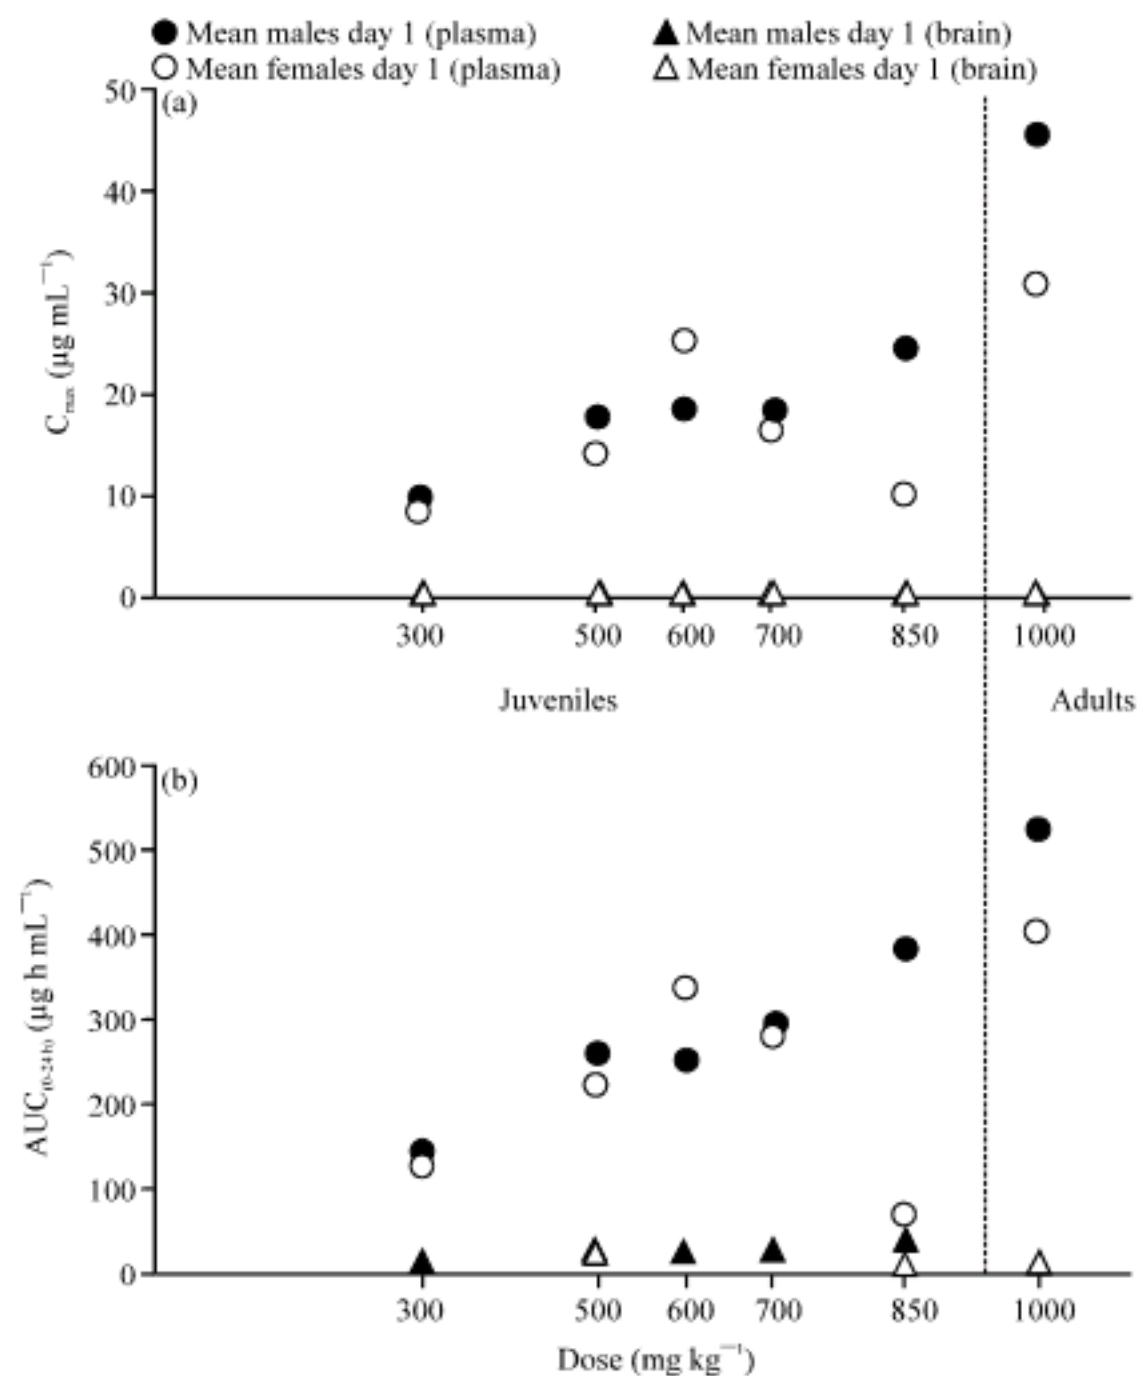 Mean males day 1 (plasma) Mean males day 1 (brain)
Mean females day 1 (plasma) Mean females day 1 (brain)
(a)
50
40
30
20
10
0
Cmax (µg mL⁻¹)
300 500 600 700 850 1000
Juveniles Adults
(b)
600
500
400
300
200
100
0
AUC(0-24 h) (µg h mL⁻¹)
300 500 600 700 850 1000
Dose (mg kg⁻¹)